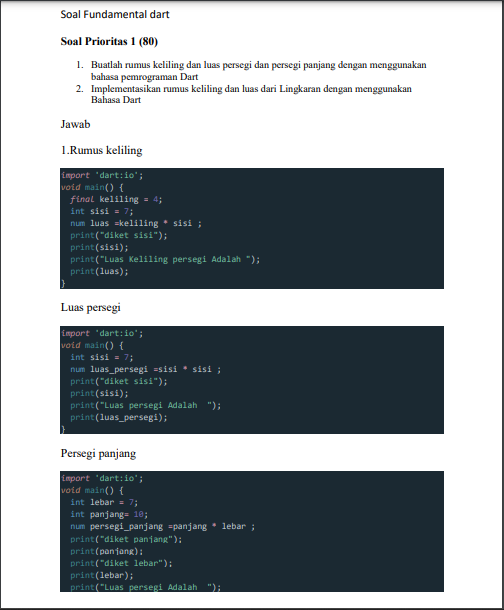 Soal Fundamental dart
Soal Prioritas 1 (80)
1. Buatlah rumus keliling dan luas persegi dan persegi panjang dengan menggunakan
bahasa pemrograman Dart
2. Implementasikan rumus keliling dan luas dari Lingkaran dengan menggunakan
Bahasa Dart
Jawab
1.Rumus keliling
import 'dart:io';
void main() {
final keliling = 4;
int sisi = 7;
num luas =keliling * sisi ;
print("diket sisi");
print(sisi);
print("Luas Keliling persegi Adalah ");
print(luas);
}
Luas persegi
import 'dart:io';
void main() {
int sisi = 7;
num luas_persegi =sisi * sisi ;
print("diket sisi");
print(sisi);
print("Luas persegi Adalah  ");
print(luas_persegi);
}
Persegi panjang
import 'dart:io';
void main() {
int lebar = 7;
int panjang= 10;
num persegi_panjang =panjang * lebar ;
print("diket panjang");
print(panjang);
print("diket lebar");
print(lebar);
print("Luas persegi Adalah  ");